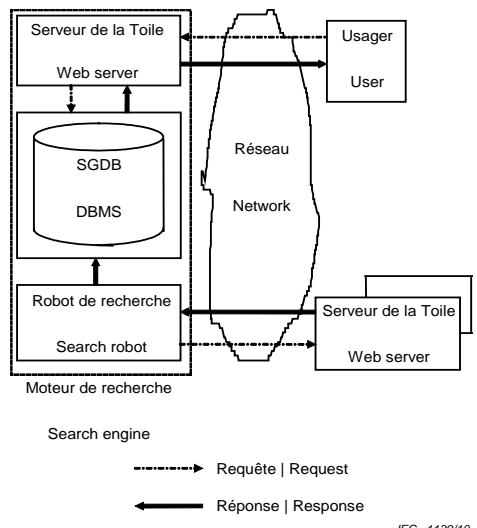 Serveur de la Toile
Web server
Usager
User
SGDB
DBMS
Réseau
Network
Robot de recherche
Search robot
Serveur de la Toile
Web server
Moteur de recherche
Search engine
Requête | Request
Réponse | Response